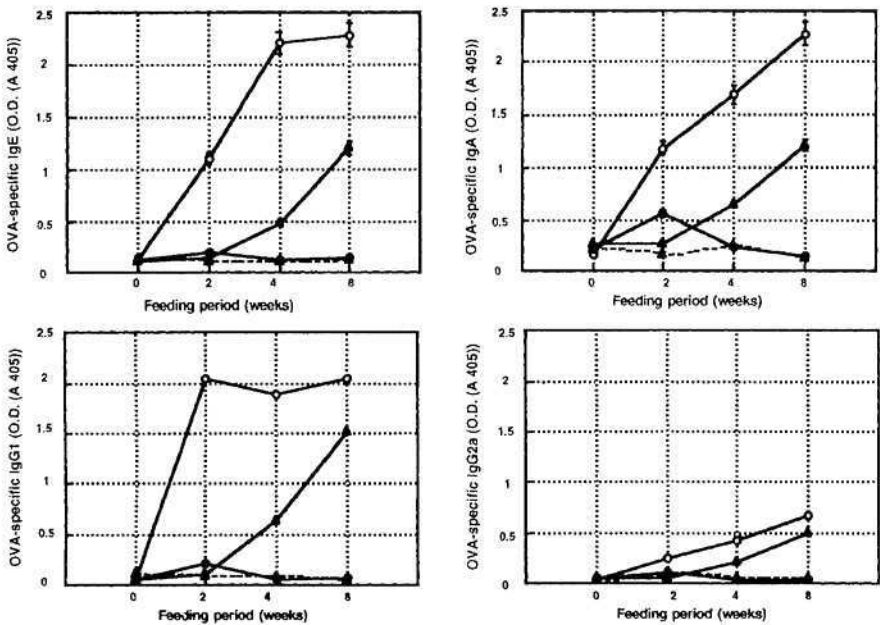 OVA-specific IgE (O.D. (A 405))
2.5
2
1.5
1
0.5
0
0 2 4 8
Feeding period (weeks)
OVA-specific IgA (O.D. (A 405))
2.5
2
1.5
1
0.5
0
0 2 4 8
Feeding period (weeks)
OVA-specific IgG1 (O.D. (A 405))
2.5
2
1.5
1
0.5
0
0 2 4 8
Feeding period (weeks)
OVA-specific IgG2a (O.D. (A 405))
2.5
2
1.5
1
0.5
0
0 2 4 8
Feeding period (weeks)